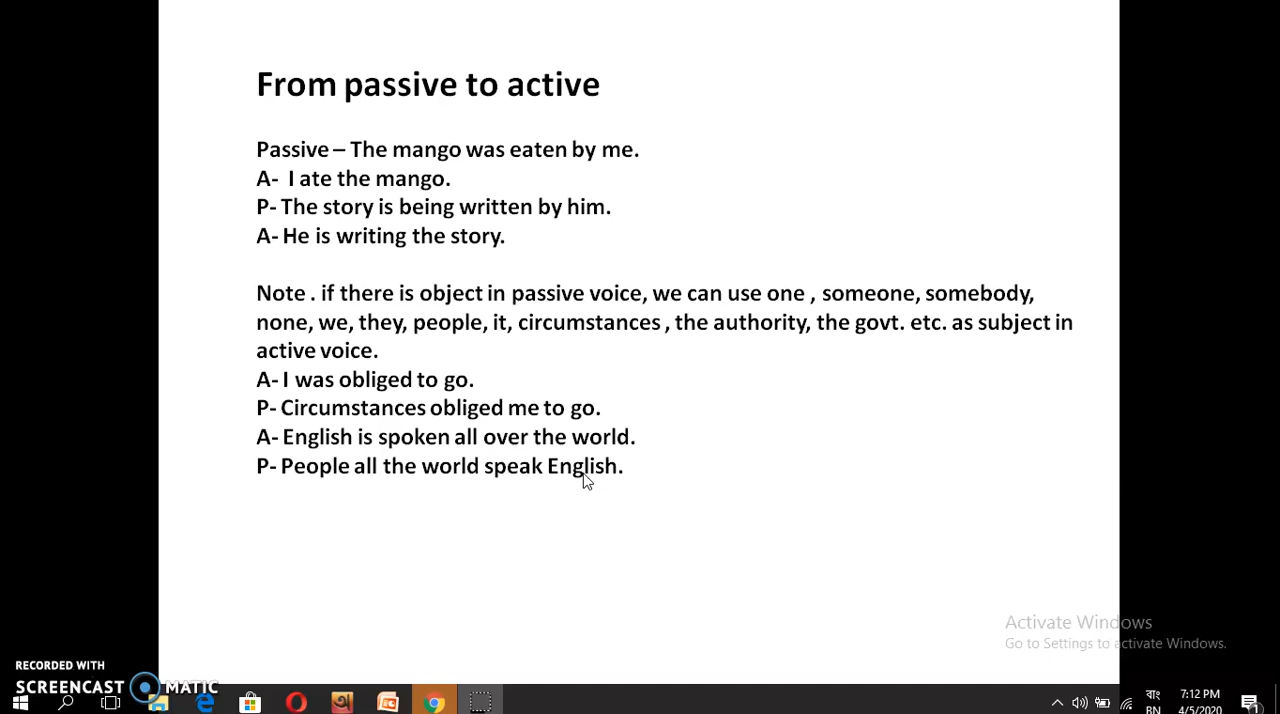 From passive to active
Passive – The mango was eaten by me.
A-  I ate the mango.
P- The story is being written by him.
A- He is writing the story.
Note . if there is object in passive voice, we can use one , someone, somebody,
none, we, they, people, it, circumstances , the authority, the govt. etc. as subject in
active voice.
A- I was obliged to go.
P- Circumstances obliged me to go.
A- English is spoken all over the world.
P- People all the world speak English.
Activate Windows
Go to Settings to activate Windows.
RECORDED WITH
SCREENCAST MATIC
বাং 7:12 PM
BN 4/5/2020